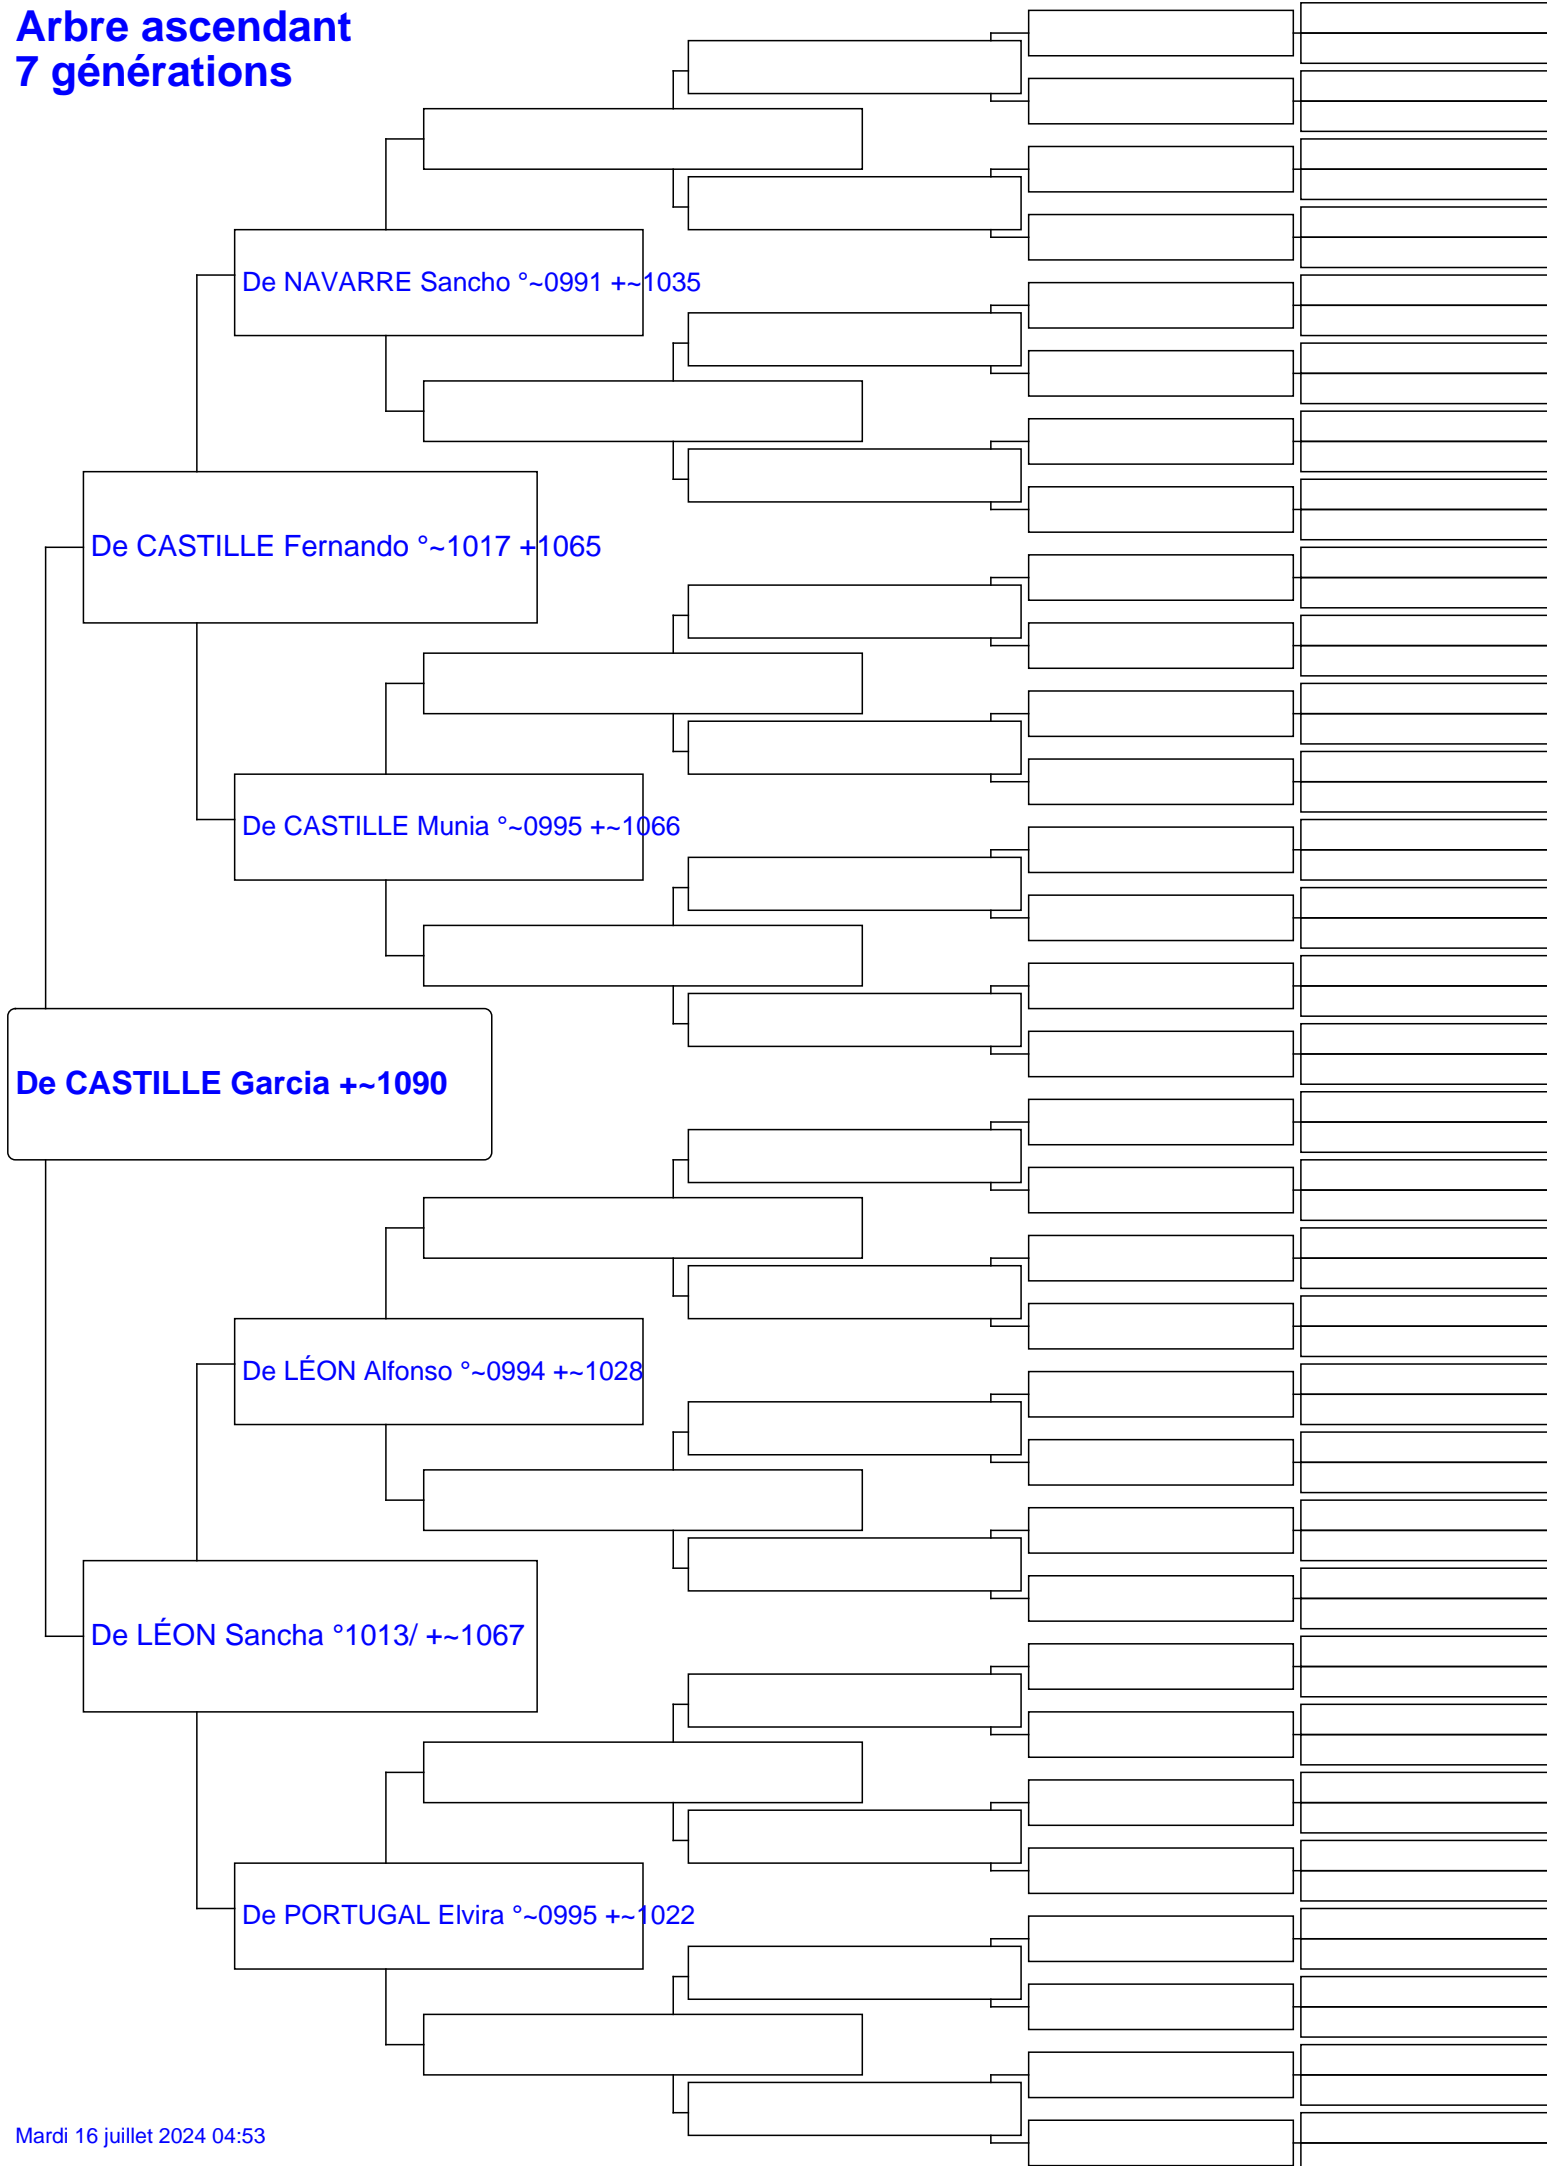 Arbre ascendant
7 générations
De NAVARRE Sancho °~0991 +~1035
De CASTILLE Fernando °~1017 +1065
De CASTILLE Munia °~0995 +~1066
De CASTILLE Garcia +~1090
De LÉON Alfonso °~0994 +~1028
De LÉON Sancha °1013/ +~1067
De PORTUGAL Elvira °~0995 +~1022
Mardi 16 juillet 2024 04:53